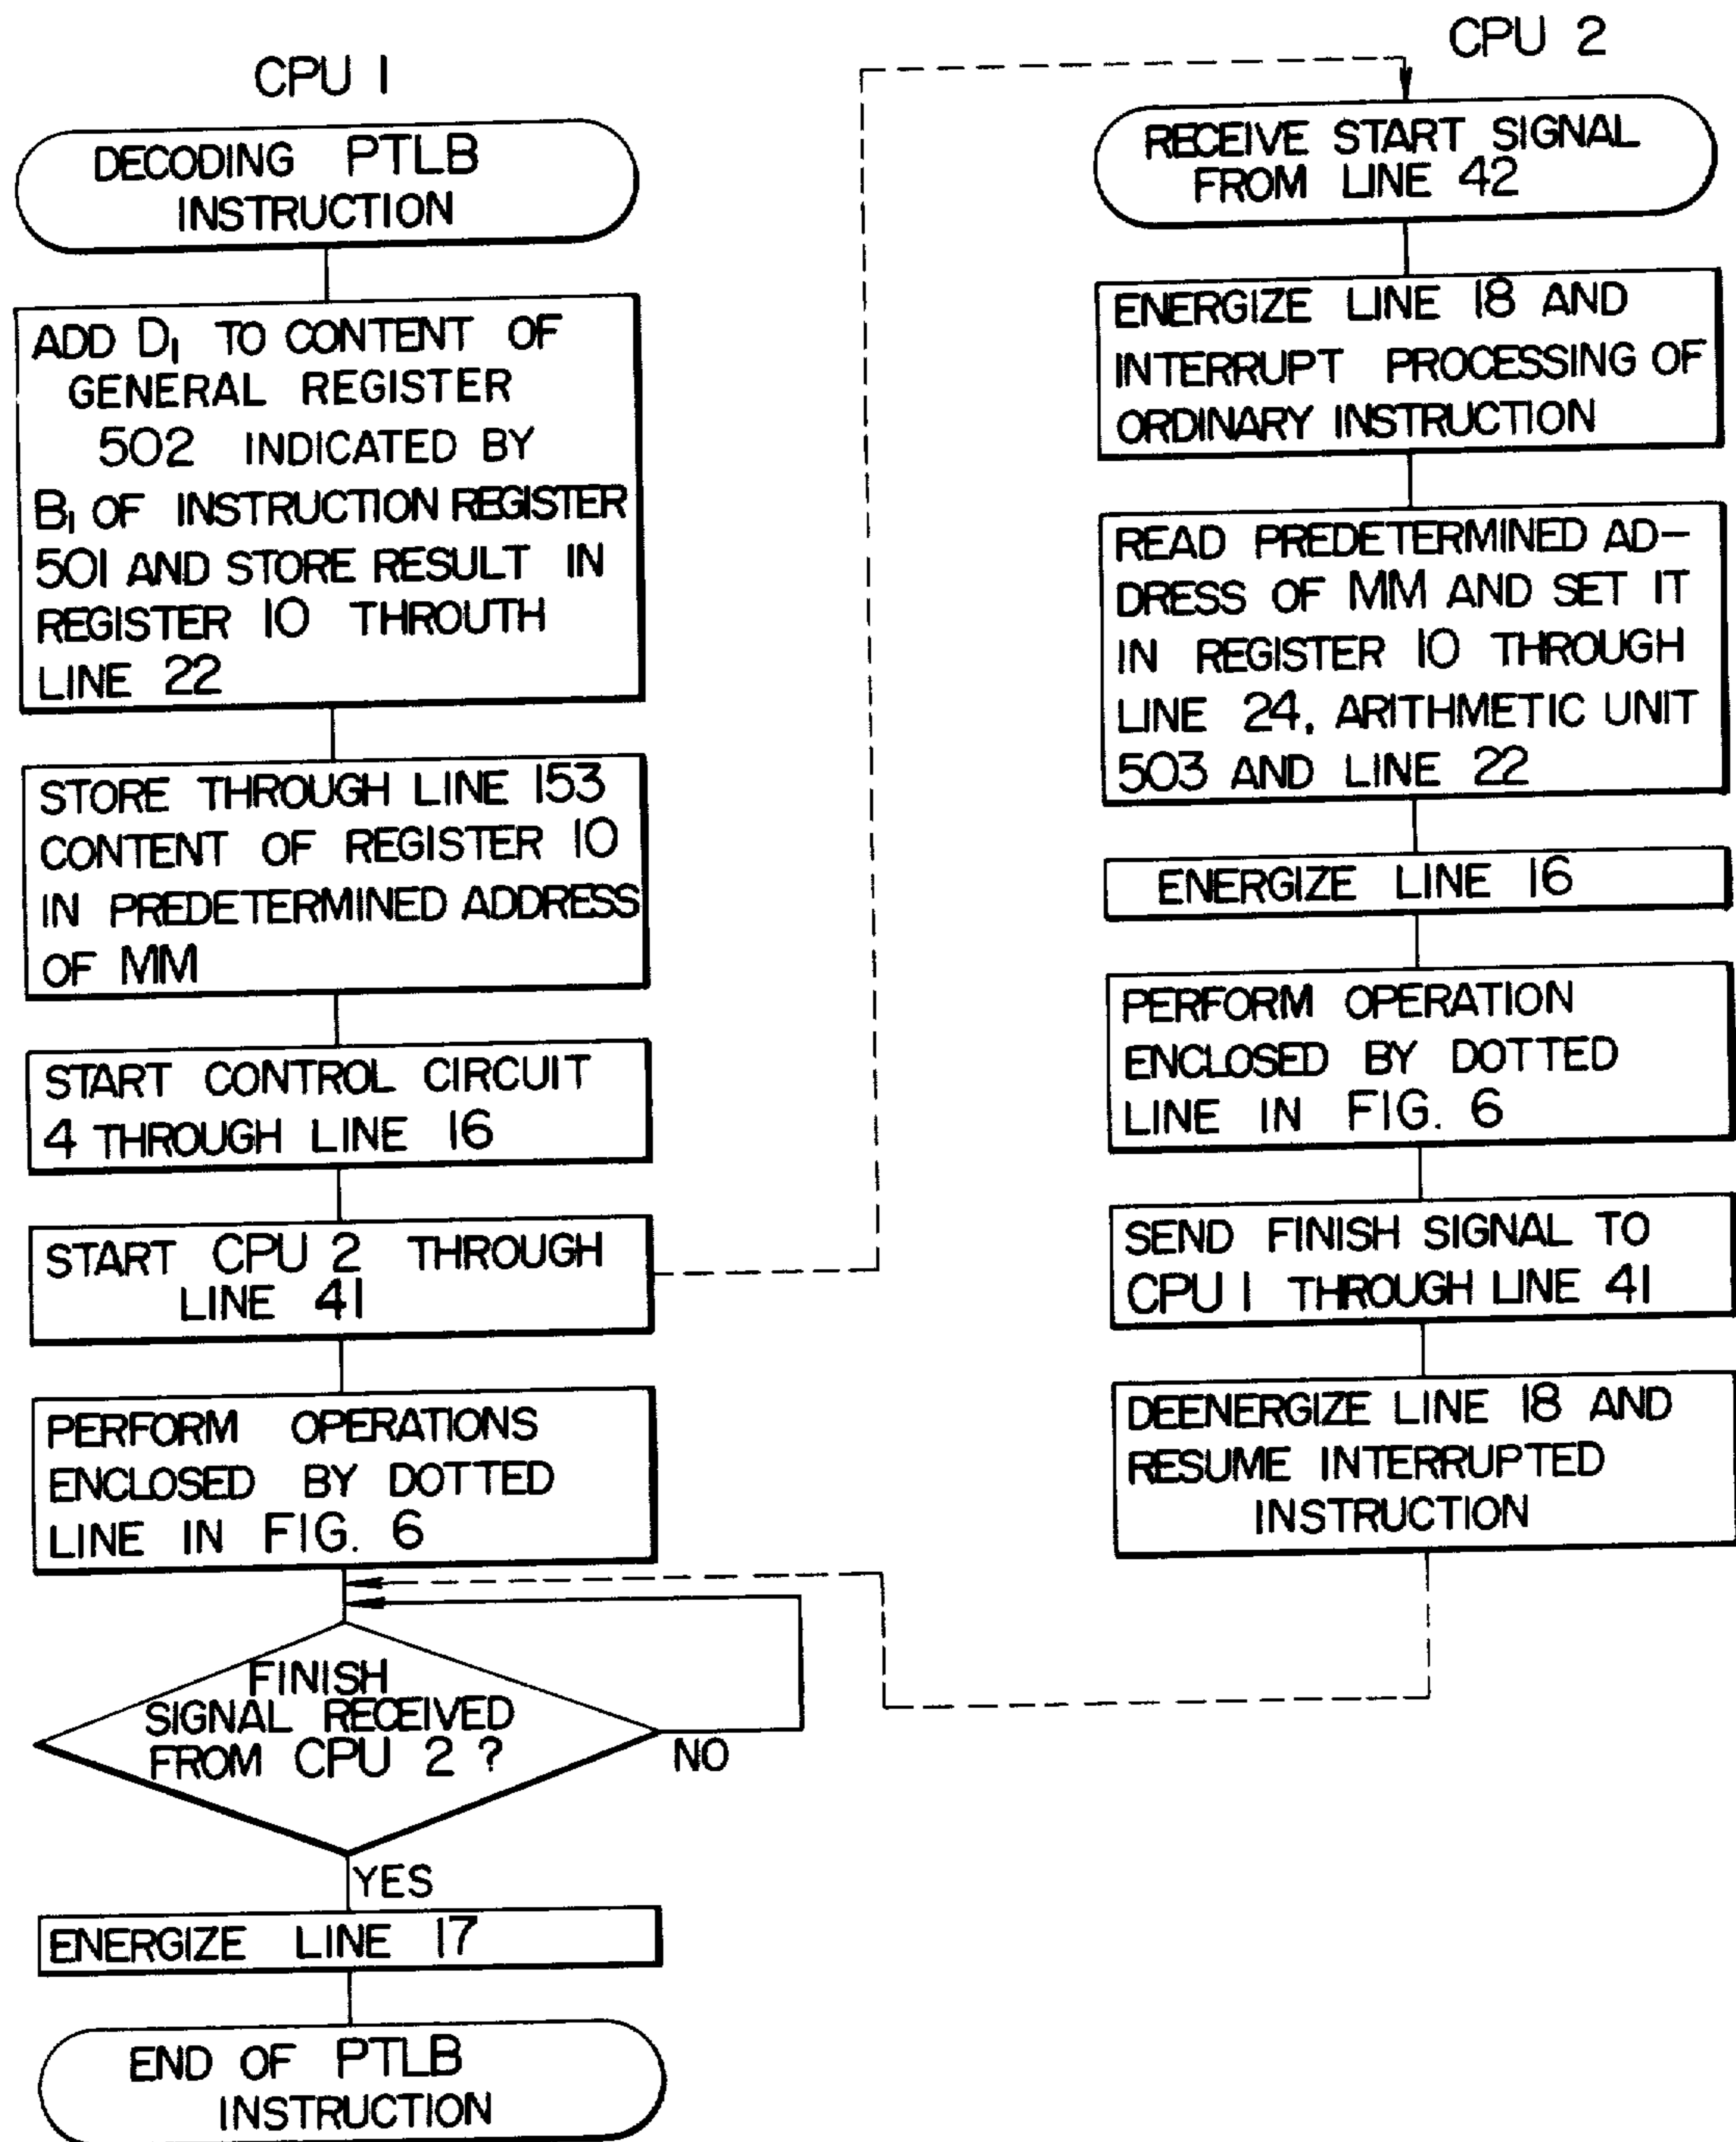 CPU 1
DECODING PTLB
INSTRUCTION
ADD D1 TO CONTENT OF
GENERAL REGISTER
502 INDICATED BY
B1 OF INSTRUCTION REGISTER
501 AND STORE RESULT IN
REGISTER 10 THROUTH
LINE 22
STORE THROUGH LINE 153
CONTENT OF REGISTER 10
IN PREDETERMINED ADDRESS
OF MM
START CONTROL CIRCUIT
4 THROUGH LINE 16
START CPU 2 THROUGH
LINE 41
PERFORM OPERATIONS
ENCLOSED BY DOTTED
LINE IN FIG. 6
FINISH
SIGNAL RECEIVED
FROM CPU 2 ?
NO
YES
ENERGIZE LINE 17
END OF PTLB
INSTRUCTION
CPU 2
RECEIVE START SIGNAL
FROM LINE 42
ENERGIZE LINE 18 AND
INTERRUPT PROCESSING OF
ORDINARY INSTRUCTION
READ PREDETERMINED AD-
DRESS OF MM AND SET IT
IN REGISTER 10 THROUGH
LINE 24, ARITHMETIC UNIT
503 AND LINE 22
ENERGIZE LINE 16
PERFORM OPERATION
ENCLOSED BY DOTTED
LINE IN FIG. 6
SEND FINISH SIGNAL TO
CPU 1 THROUGH LINE 41
DEENERGIZE LINE 18 AND
RESUME INTERRUPTED
INSTRUCTION